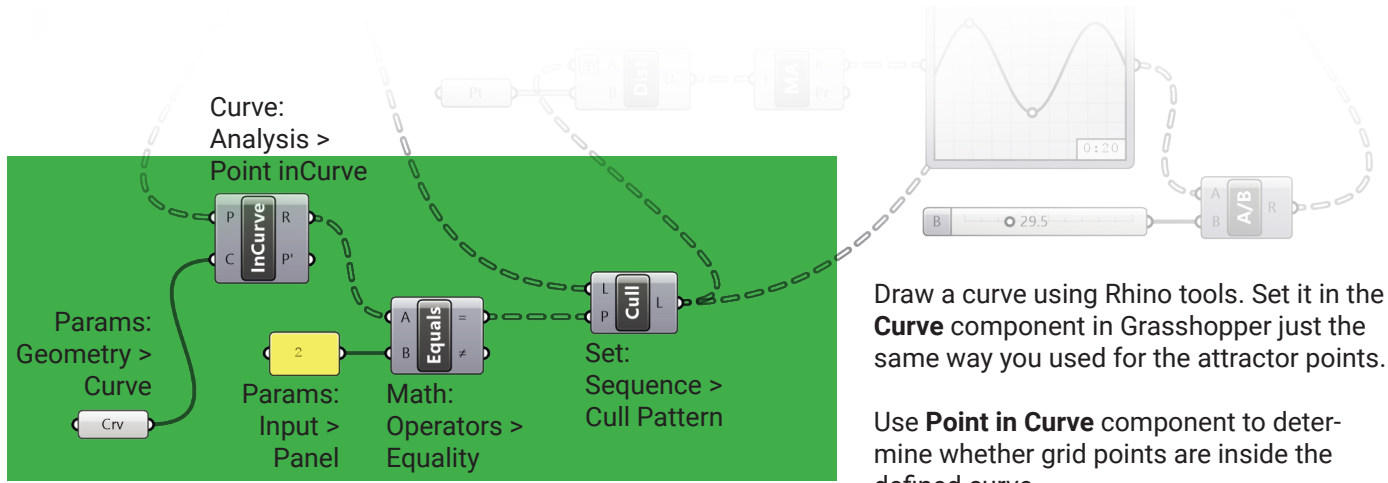 Pt
A
B
Dist
D
I
MA
R
Fr
0:20
Curve:
Analysis >
Point inCurve
P
C
InCurve
R
P'
B
29.5
A
B
A/B
R
L
P
Cull
L
A
B
Equals
=
≠
2
Params:
Geometry >
Curve
Crv
Params:
Input >
Panel
Math:
Operators >
Equality
Set:
Sequence >
Cull Pattern
Draw a curve using Rhino tools. Set it in the
Curve component in Grasshopper just the
same way you used for the attractor points.
Use Point in Curve component to deter-
mine whether grid points are inside the
defined curve